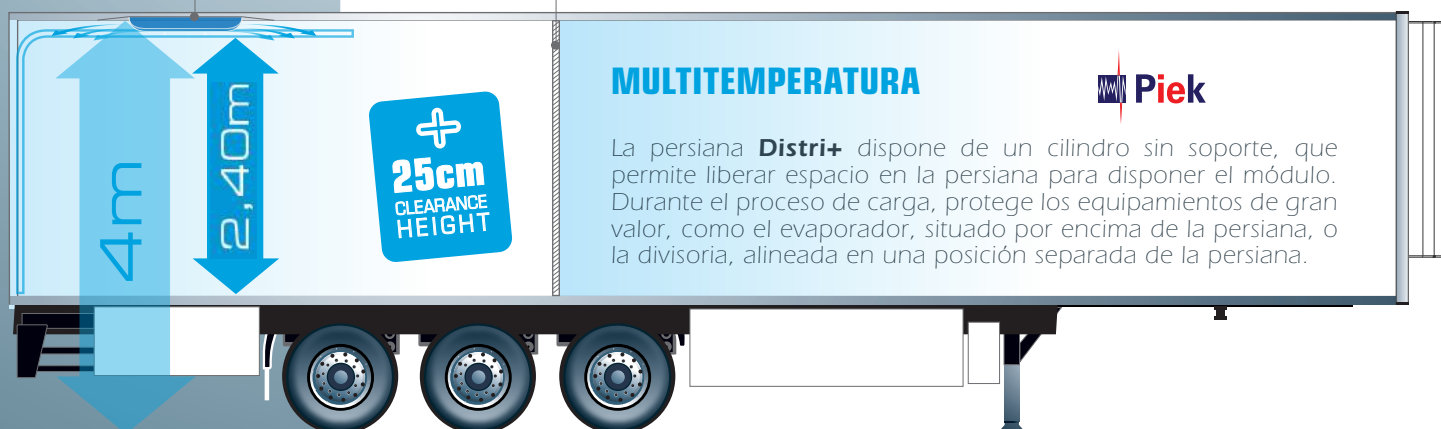 4m
2,40m
25cm
CLEARANCE
HEIGHT
MULTITEMPERATURA
Piek
La persiana Distri+ dispone de un cilindro sin soporte, que
permite liberar espacio en la persiana para disponer el módulo.
Durante el proceso de carga, protege los equipamientos de gran
valor, como el evaporador, situado por encima de la persiana, o
la divisoria, alineada en una posición separada de la persiana.